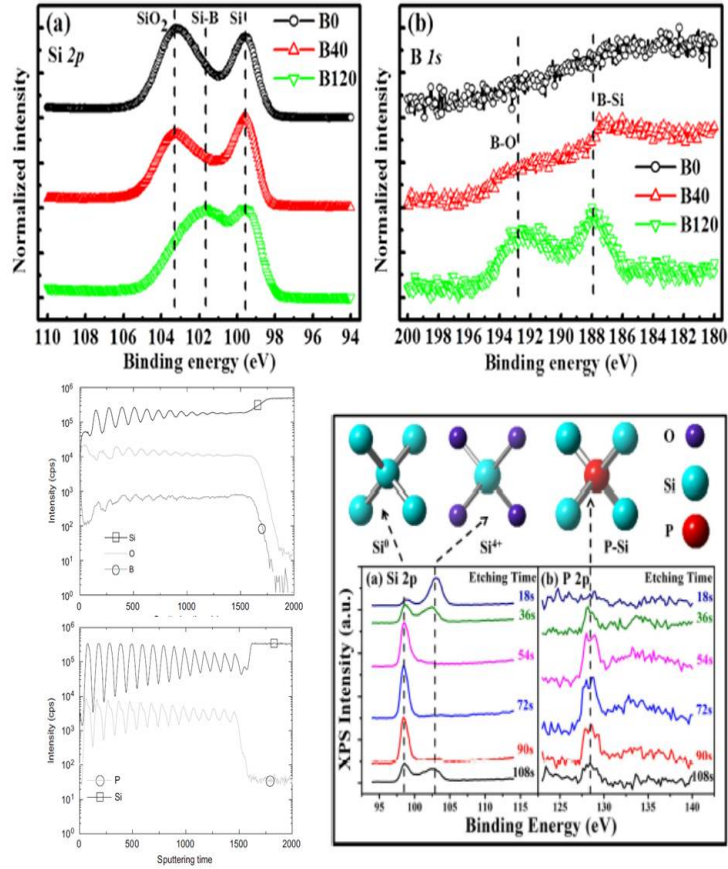 (a)
SiO2
Si-B
Si
Si 2p
B0
B40
B120
Normalized intensity
110 108 106 104 102 100 98 96 94
Binding energy (eV)
(b)
B 1s
B-Si
B-O
B0
B40
B120
Normalized intensity
200 198 196 194 192 190 188 186 184 182 180
Binding energy (eV)
10^6
10^5
10^4
10^3
10^2
10^1
10^0
Intensity (cps)
Si
O
B
0 500 1000 1500 2000
10^6
10^5
10^4
10^3
10^2
10^1
10^0
Intensity (cps)
P
Si
0 500 1000 1500 2000
Sputtering time
O
Si
P
Si0
Si4+
P-Si
(a) Si 2p
Etching Time
18s
36s
54s
72s
90s
108s
(b) P 2p
Etching Time
18s
36s
54s
72s
90s
108s
XPS Intensity (a.u.)
95 100 105 110 115
125 130 135 140
Binding Energy (eV)